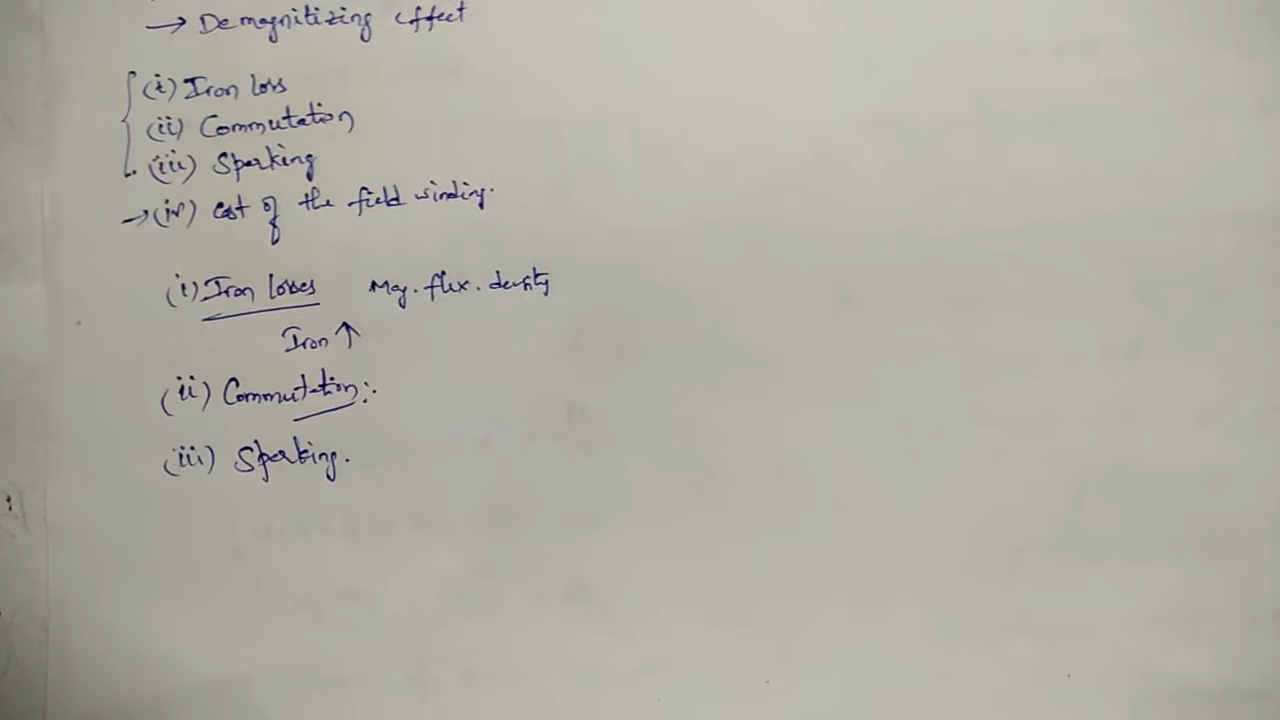 → Demagnitizing effect
(i) Iron loss
(ii) Commutation
(iii) Sparking
→ (iv) Cost of the field winding.
(i) Iron losses Mag. flux. density
Iron ↑
(ii) Commutation:.
(iii) Sparking.